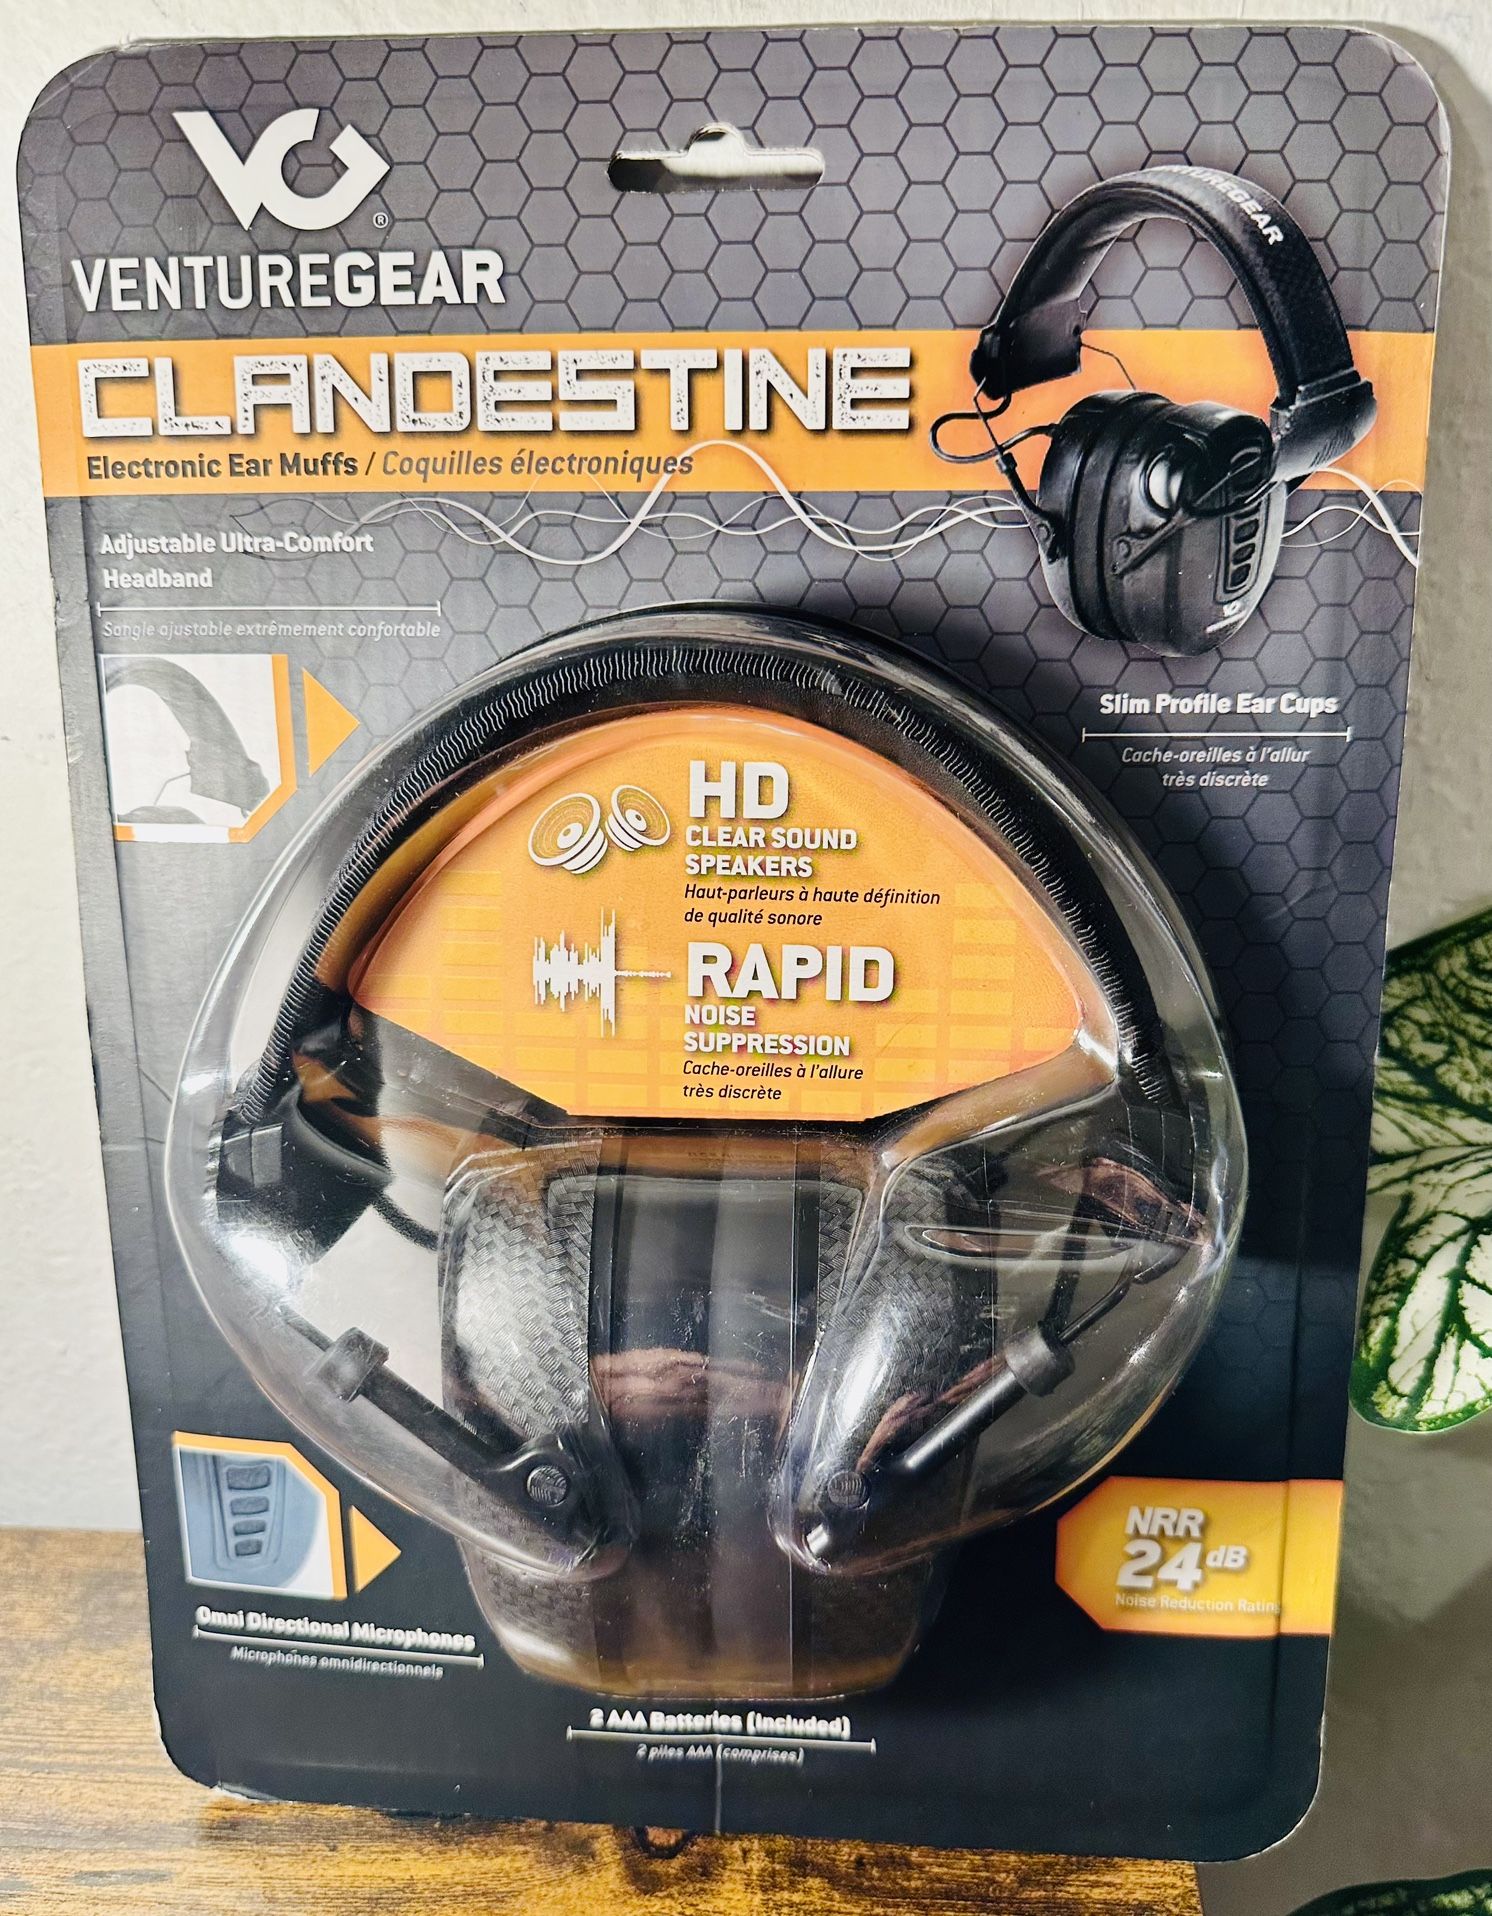 VG®
VENTUREGEAR
VENTUREGEAR
CLANDESTINE
Electronic Ear Muffs / Coquilles électroniques
Adjustable Ultra-Comfort
Headband
Sangle ajustable extrêmement confortable
Slim Profile Ear Cups
Cache-oreilles à l'allur
très discrète
HD
CLEAR SOUND
SPEAKERS
Haut-parleurs à haute définition
de qualité sonore
RAPID
NOISE
SUPPRESSION
Cache-oreilles à l'allure
très discrète
NRR
24 dB
Noise Reduction Rating
Omni Directional Microphones
Microphones omnidirectionnels
2 AAA Batteries (Included)
2 piles AAA (comprises)